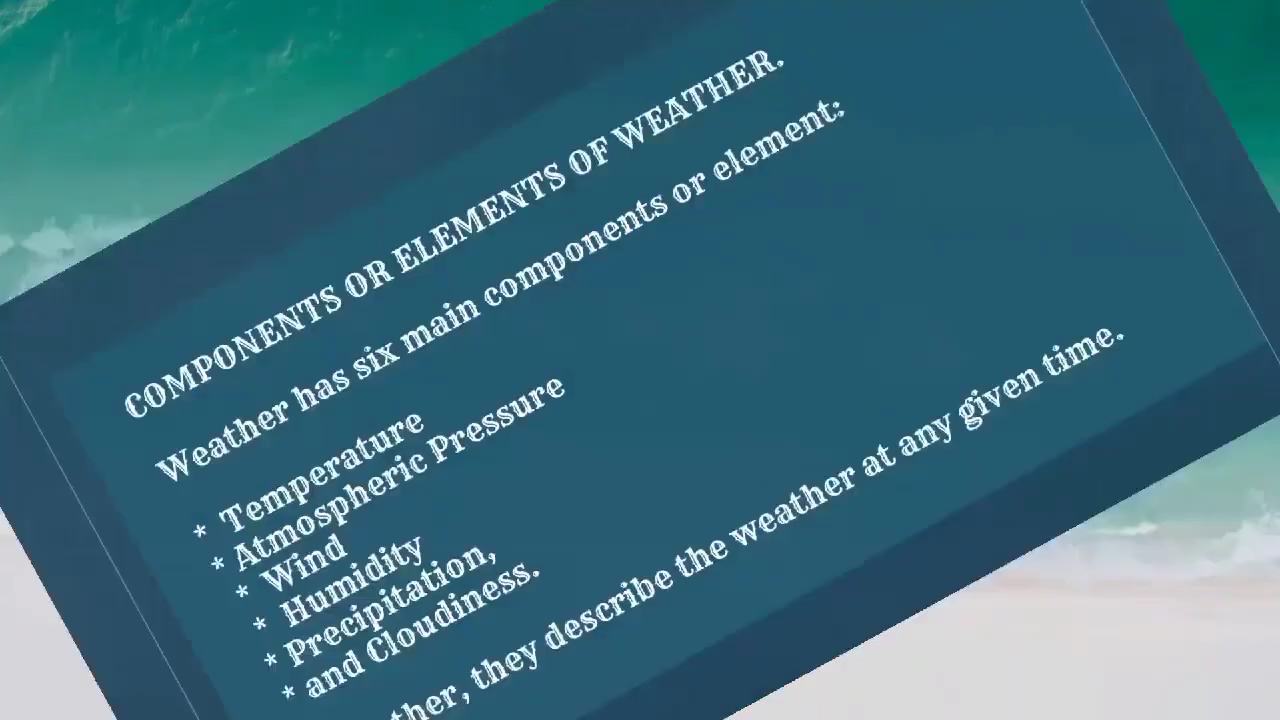 COMPONENTS OR ELEMENTS OF WEATHER.
Weather has six main components or element:
* Temperature
* Atmospheric Pressure
* Wind
* Humidity
* Precipitation,
* and Cloudiness.
they describe the weather at any given time.